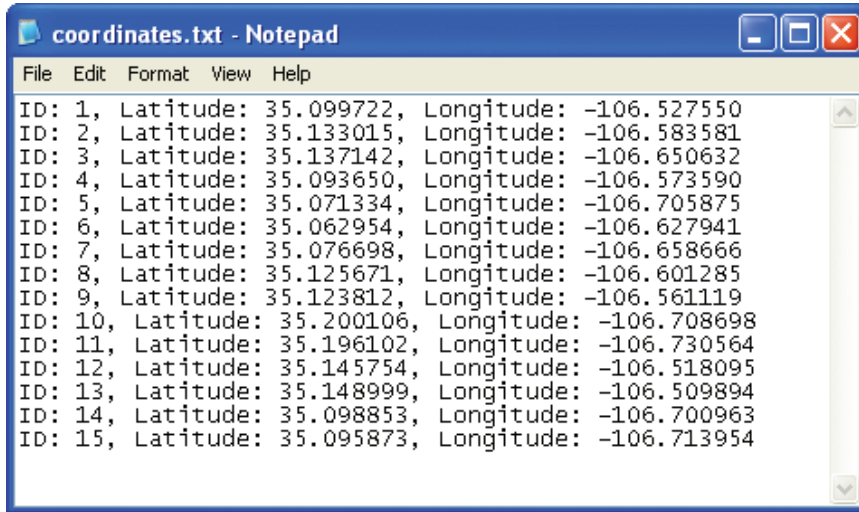 coordinates.txt - Notepad
File Edit Format View Help
ID: 1, Latitude: 35.099722, Longitude: -106.527550
ID: 2, Latitude: 35.133015, Longitude: -106.583581
ID: 3, Latitude: 35.137142, Longitude: -106.650632
ID: 4, Latitude: 35.093650, Longitude: -106.573590
ID: 5, Latitude: 35.071334, Longitude: -106.705875
ID: 6, Latitude: 35.062954, Longitude: -106.627941
ID: 7, Latitude: 35.076698, Longitude: -106.658666
ID: 8, Latitude: 35.125671, Longitude: -106.601285
ID: 9, Latitude: 35.123812, Longitude: -106.561119
ID: 10, Latitude: 35.200106, Longitude: -106.708698
ID: 11, Latitude: 35.196102, Longitude: -106.730564
ID: 12, Latitude: 35.145754, Longitude: -106.518095
ID: 13, Latitude: 35.148999, Longitude: -106.509894
ID: 14, Latitude: 35.098853, Longitude: -106.700963
ID: 15, Latitude: 35.095873, Longitude: -106.713954